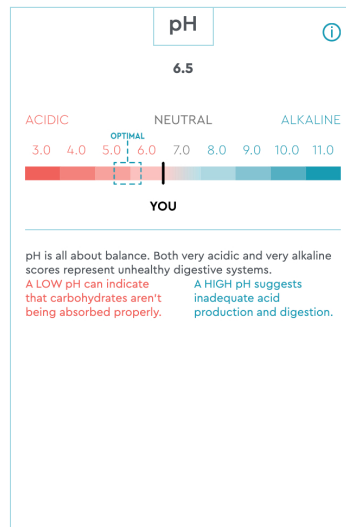 pH
i
6.5
ACIDIC NEUTRAL ALKALINE
OPTIMAL
3.0 4.0 5.0 6.0 7.0 8.0 9.0 10.0 11.0
YOU
pH is all about balance. Both very acidic and very alkaline
scores represent unhealthy digestive systems.
A LOW pH can indicate
that carbohydrates aren't
being absorbed properly.
A HIGH pH suggests
inadequate acid
production and digestion.